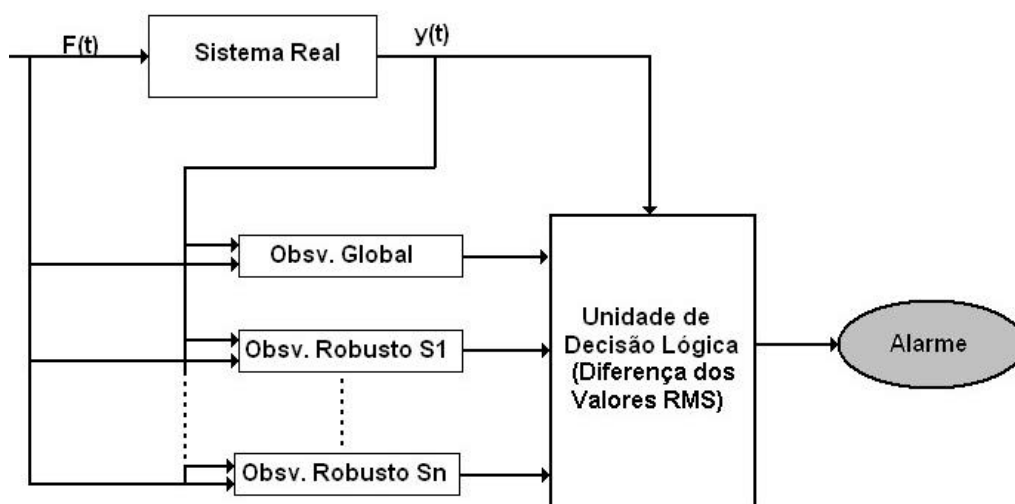 F(t)
Sistema Real
y(t)
Obsv. Global
Obsv. Robusto S1
Obsv. Robusto Sn
Unidade de
Decisão Lógica
(Diferença dos
Valores RMS)
Alarme